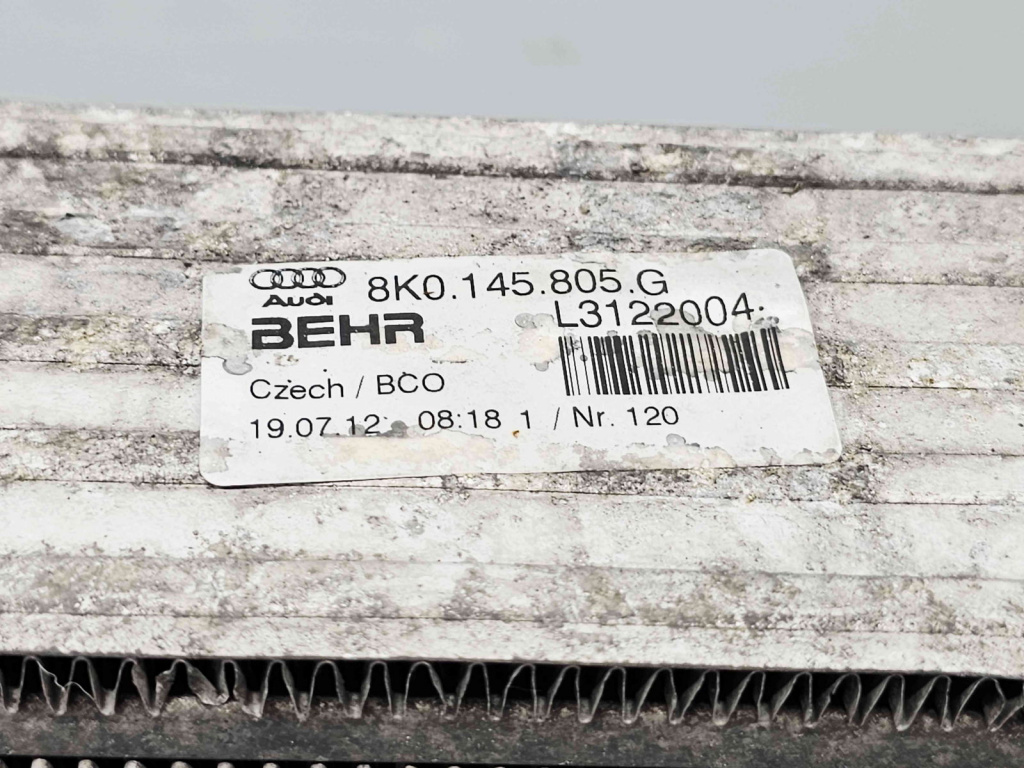 Audi 8K0.145.805.G
BEHR L3122004
Czech / BCO
19.07.12 08:18 1 / Nr. 120